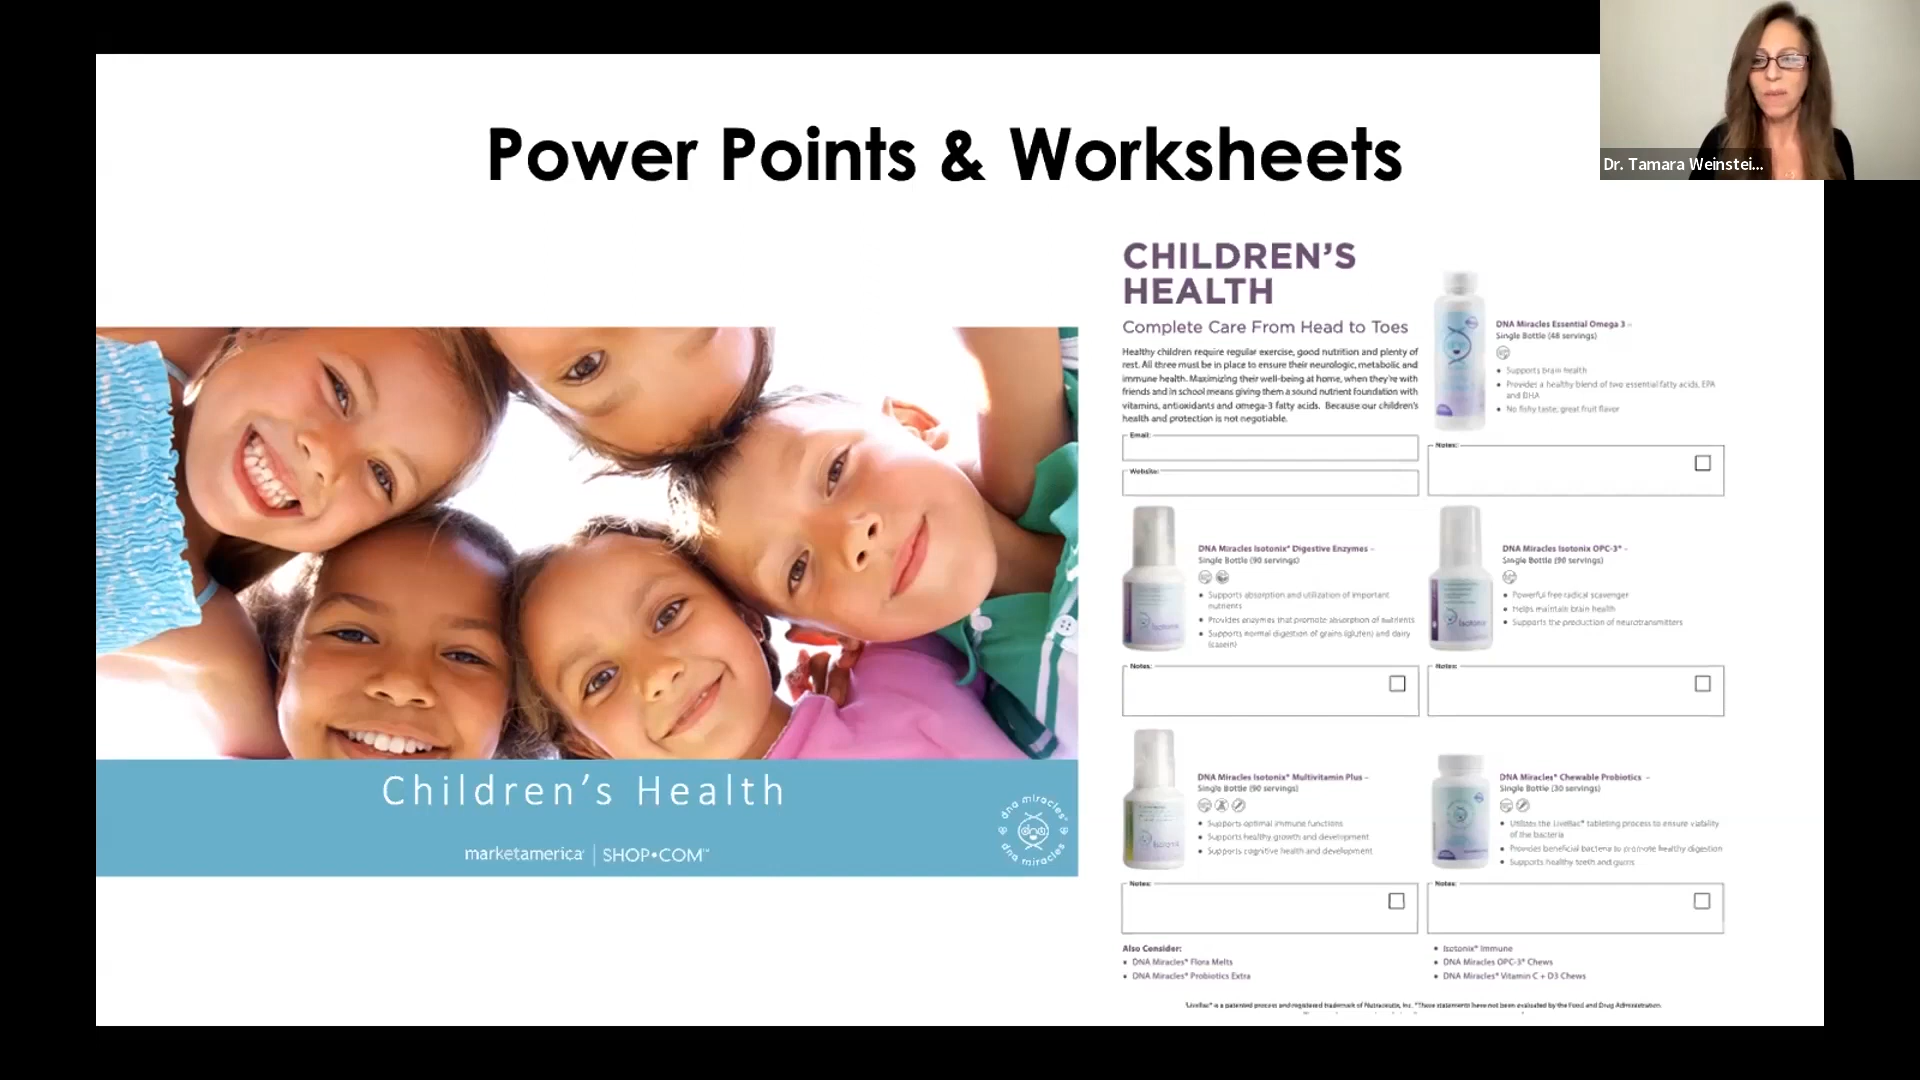 Power Points & Worksheets
Dr. Tamara Weinstei...
Children's Health
marketamerica | SHOP•COM™
dna miracles®
dna
dna miracles
CHILDREN'S
HEALTH
Complete Care From Head to Toes
Healthy children require regular exercise, good nutrition and plenty of
rest. All three must be in place to ensure their neurologic, metabolic and
immune health. Maximizing their well-being at home, when they're with
friends and in school means giving them a sound nutrient foundation with
vitamins, antioxidants and omega-3 fatty acids. Because our children's
health and protection is not negotiable.
Email:
Website:
DNA Miracles Essential Omega 3 –
Single Bottle (48 servings)
• Supports brain health
• Provides a healthy blend of two essential fatty acids, EPA
and DHA
• No fishy taste, great fruit flavor
Notes:
DNA Miracles Isotonix® Digestive Enzymes –
Single Bottle (90 servings)
• Supports absorption and utilization of important
nutrients
• Provides enzymes that promote absorption of nutrients
• Supports normal digestion of grains (gluten) and dairy
(casein)
Notes:
DNA Miracles Isotonix OPC-3® –
Single Bottle (90 servings)
• Powerful free radical scavenger
• Helps maintain brain health
• Supports the production of neurotransmitters
Notes:
DNA Miracles Isotonix® Multivitamin Plus –
Single Bottle (90 servings)
• Supports optimal immune functions
• Supports healthy growth and development
• Supports cognitive health and development
Notes:
DNA Miracles® Chewable Probiotics –
Single Bottle (30 servings)
• Utilizes the LiveBac® tableting process to ensure viability
of the bacteria
• Provides beneficial bacteria to promote healthy digestion
• Supports healthy teeth and gums
Notes:
Also Consider:
• DNA Miracles® Flora Melts
• DNA Miracles® Probiotics Extra
• Isotonix® Immune
• DNA Miracles OPC-3® Chews
• DNA Miracles® Vitamin C + D3 Chews
LiveBac® is a patented process and registered trademark of Nutraceutix, Inc. *These statements have not been evaluated by the Food and Drug Administration.